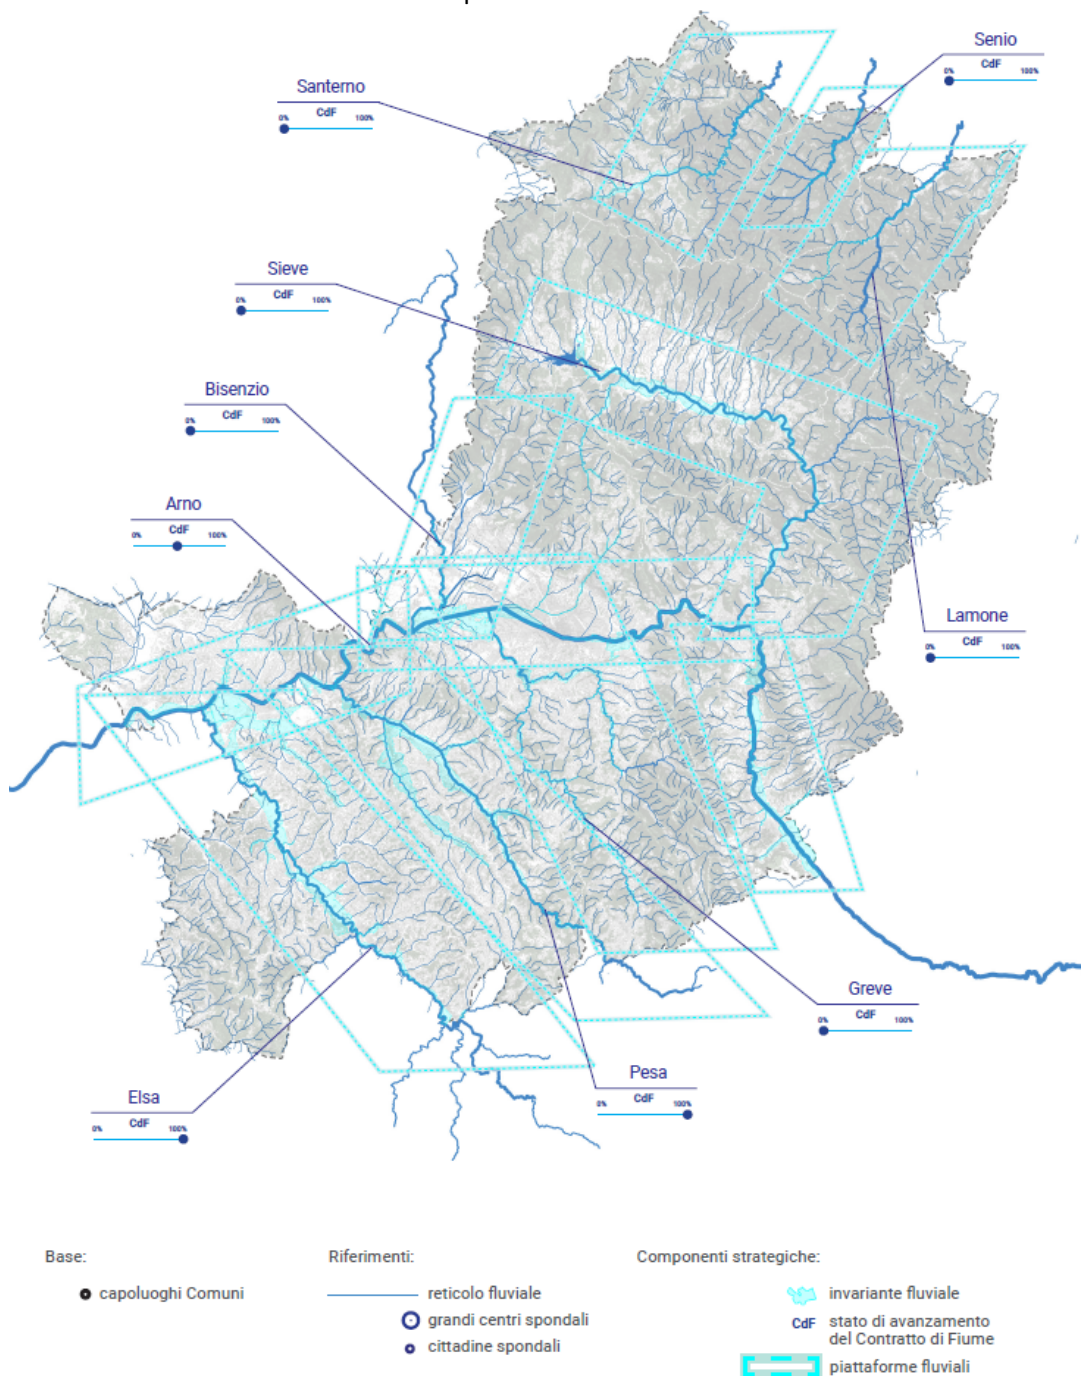 Senio
CdF
0% 100%
Santerno
CdF
0% 100%
Sieve
CdF
0% 100%
Bisenzio
CdF
0% 100%
Arno
CdF
0% 100%
Lamone
CdF
0% 100%
Greve
CdF
0% 100%
Pesa
CdF
0% 100%
Elsa
CdF
0% 100%
Base:
capoluoghi Comuni
Riferimenti:
reticolo fluviale
grandi centri spondali
cittadine spondali
Componenti strategiche:
invariante fluviale
CdF stato di avanzamento
del Contratto di Fiume
piattaforme fluviali